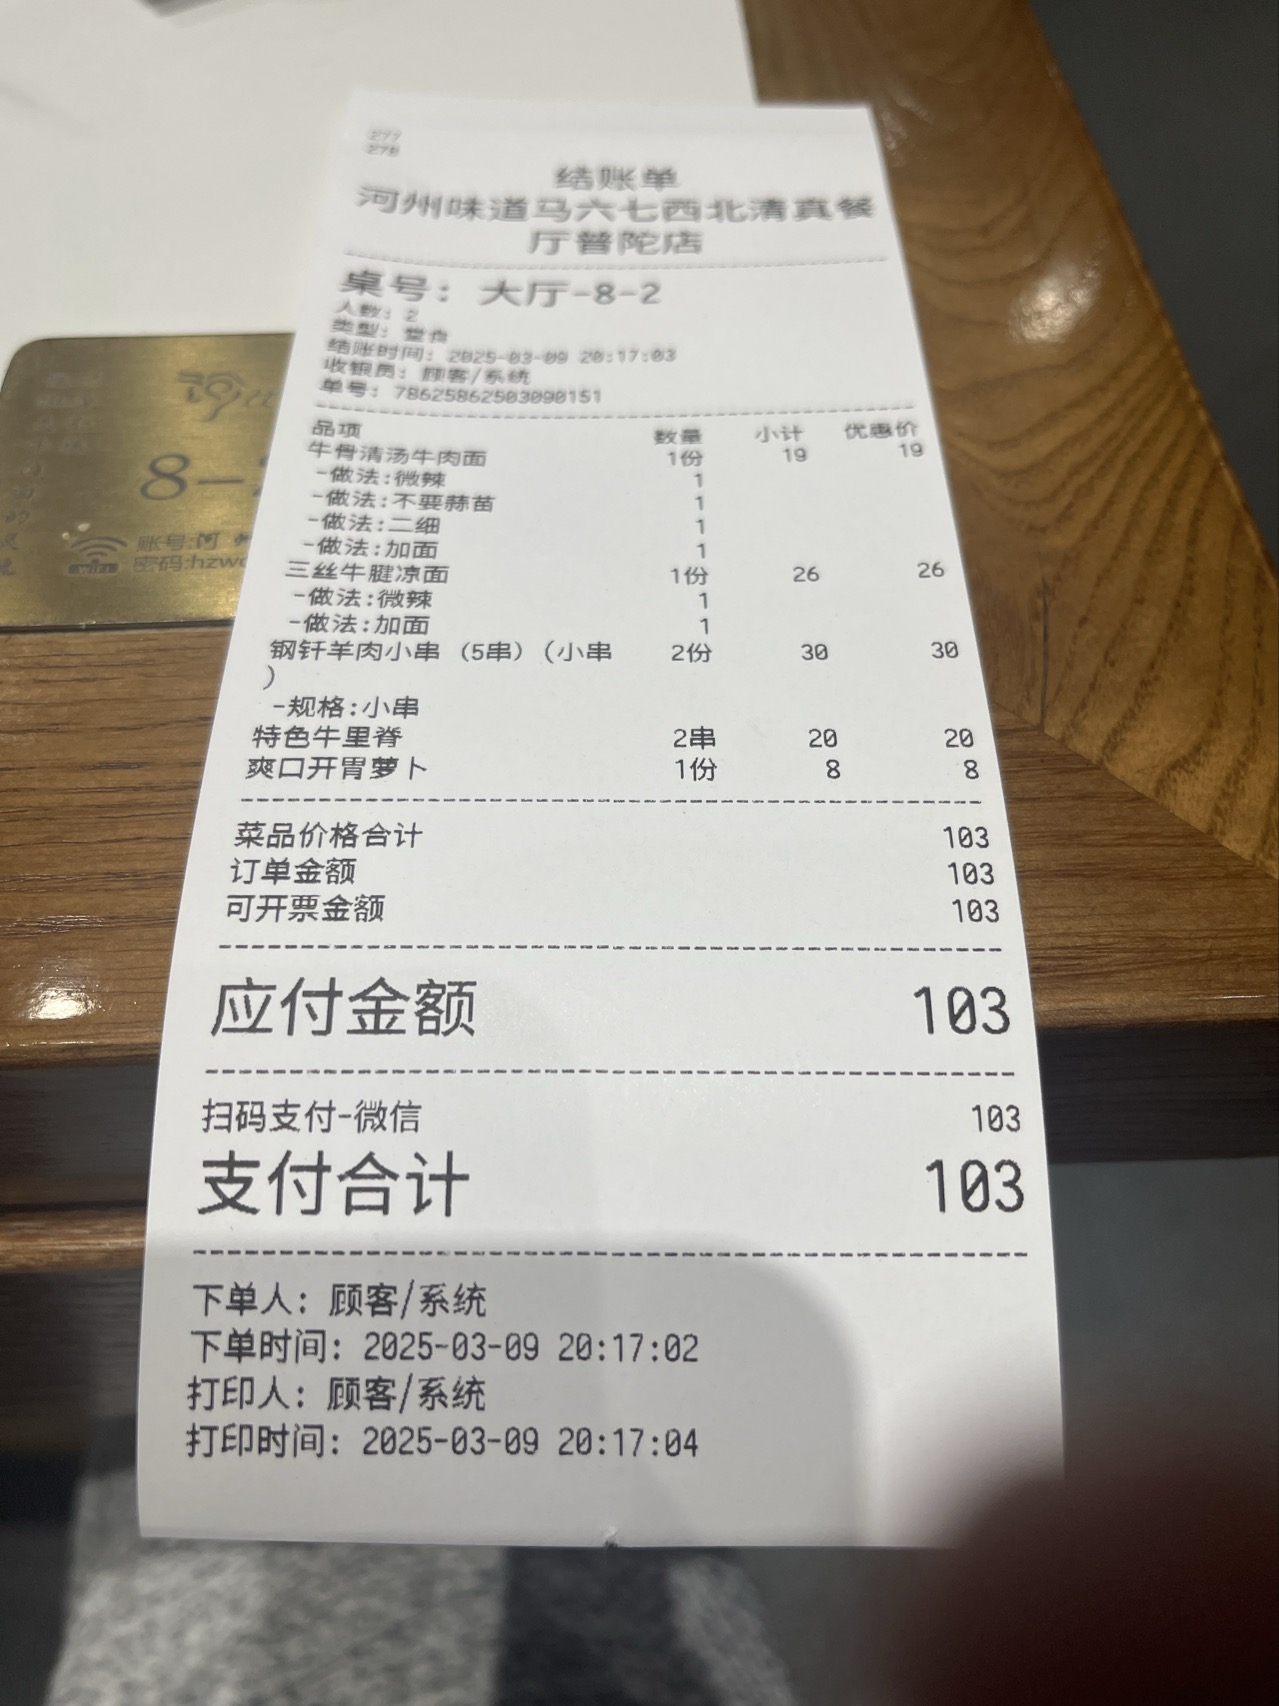 277
278
结账单
河州味道马六七西北清真餐
厅普陀店
桌号：大厅-8-2
人数：2
类型：堂食
结账时间：2025-03-09 20:17:03
收银员：顾客/系统
单号：78625862503090151
品项 数量 小计 优惠价
牛骨清汤牛肉面 1份 19 19
-做法:微辣 1
-做法:不要蒜苗 1
-做法:二细 1
-做法:加面 1
三丝牛腱凉面 1份 26 26
-做法:微辣 1
-做法:加面 1
钢钎羊肉小串（5串）（小串 2份 30 30
）
-规格:小串
特色牛里脊 2串 20 20
爽口开胃萝卜 1份 8 8
菜品价格合计 103
订单金额 103
可开票金额 103
应付金额 103
扫码支付-微信 103
支付合计 103
下单人：顾客/系统
下单时间：2025-03-09 20:17:02
打印人：顾客/系统
打印时间：2025-03-09 20:17:04
8-
WiFi
账号:河州
密码:hzw